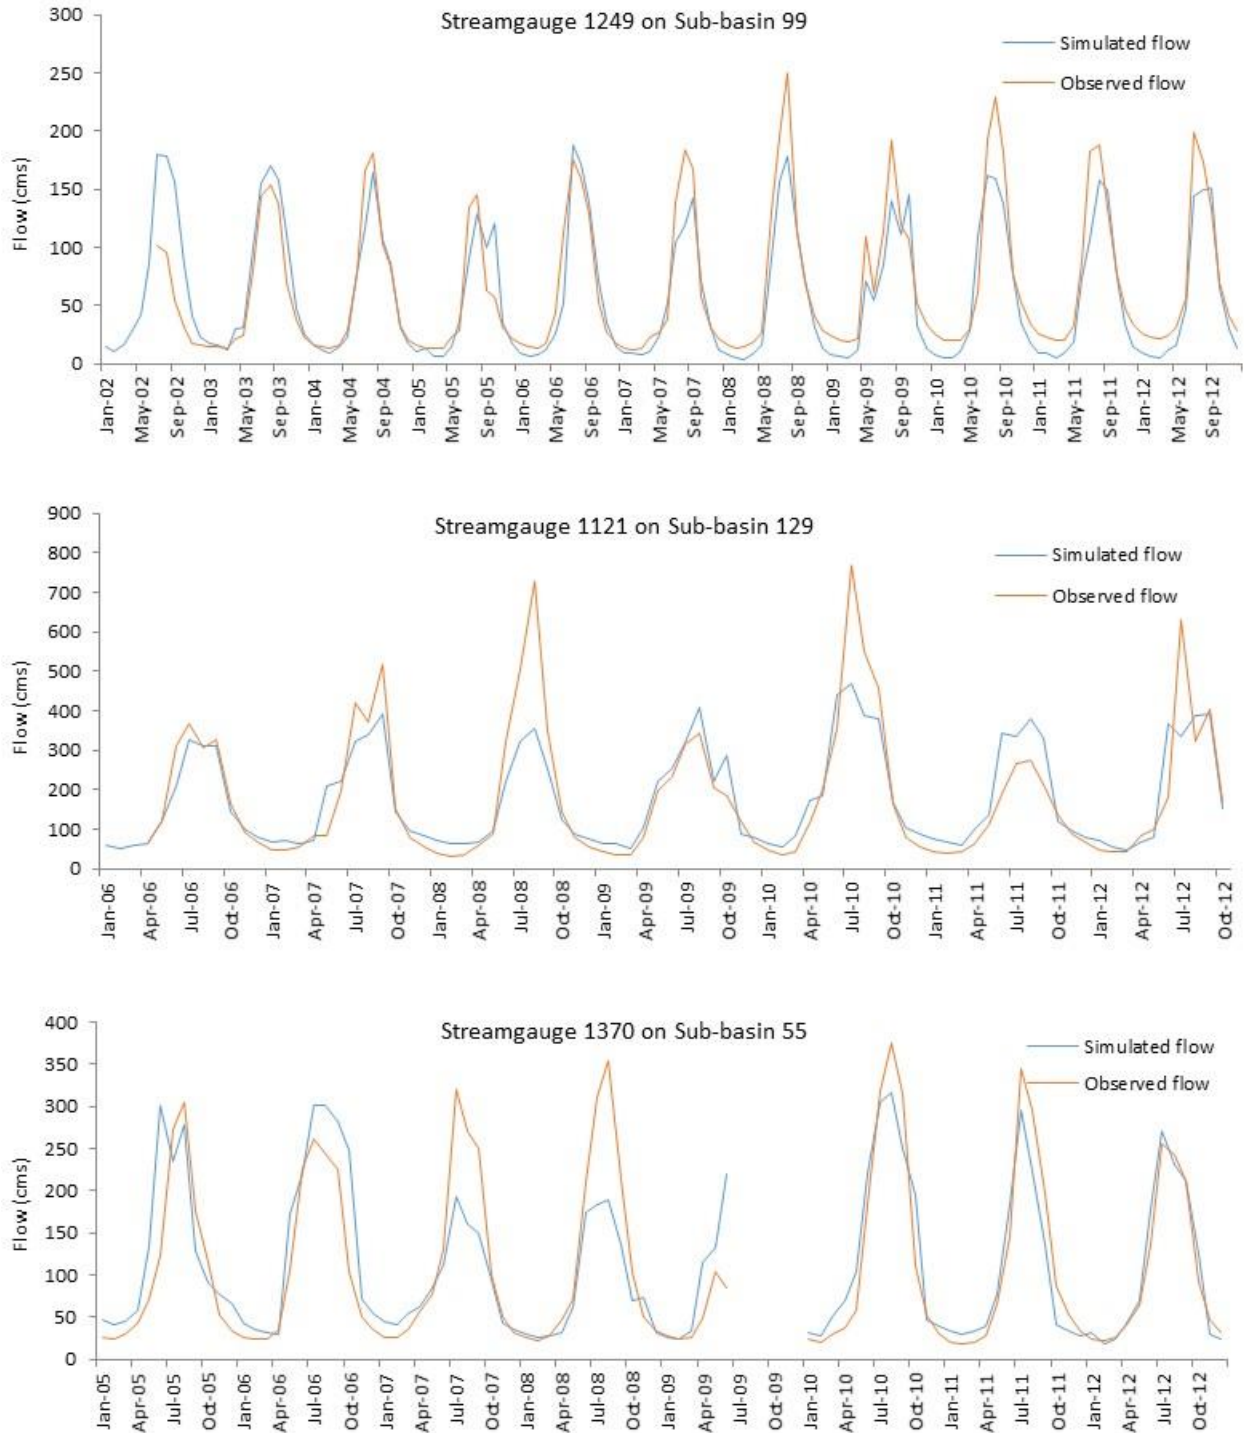 Streamgauge 1249 on Sub-basin 99
Simulated flow
Observed flow
Flow (cms)
300
250
200
150
100
50
0
Jan-02 May-02 Sep-02 Jan-03 May-03 Sep-03 Jan-04 May-04 Sep-04 Jan-05 May-05 Sep-05 Jan-06 May-06 Sep-06 Jan-07 May-07 Sep-07 Jan-08 May-08 Sep-08 Jan-09 May-09 Sep-09 Jan-10 May-10 Sep-10 Jan-11 May-11 Sep-11 Jan-12 May-12 Sep-12
Streamgauge 1121 on Sub-basin 129
Simulated flow
Observed flow
Flow (cms)
900
800
700
600
500
400
300
200
100
0
Jan-06 Apr-06 Jul-06 Oct-06 Jan-07 Apr-07 Jul-07 Oct-07 Jan-08 Apr-08 Jul-08 Oct-08 Jan-09 Apr-09 Jul-09 Oct-09 Jan-10 Apr-10 Jul-10 Oct-10 Jan-11 Apr-11 Jul-11 Oct-11 Jan-12 Apr-12 Jul-12 Oct-12
Streamgauge 1370 on Sub-basin 55
Simulated flow
Observed flow
Flow (cms)
400
350
300
250
200
150
100
50
0
Jan-05 Apr-05 Jul-05 Oct-05 Jan-06 Apr-06 Jul-06 Oct-06 Jan-07 Apr-07 Jul-07 Oct-07 Jan-08 Apr-08 Jul-08 Oct-08 Jan-09 Apr-09 Jul-09 Oct-09 Jan-10 Apr-10 Jul-10 Oct-10 Jan-11 Apr-11 Jul-11 Oct-11 Jan-12 Apr-12 Jul-12 Oct-12